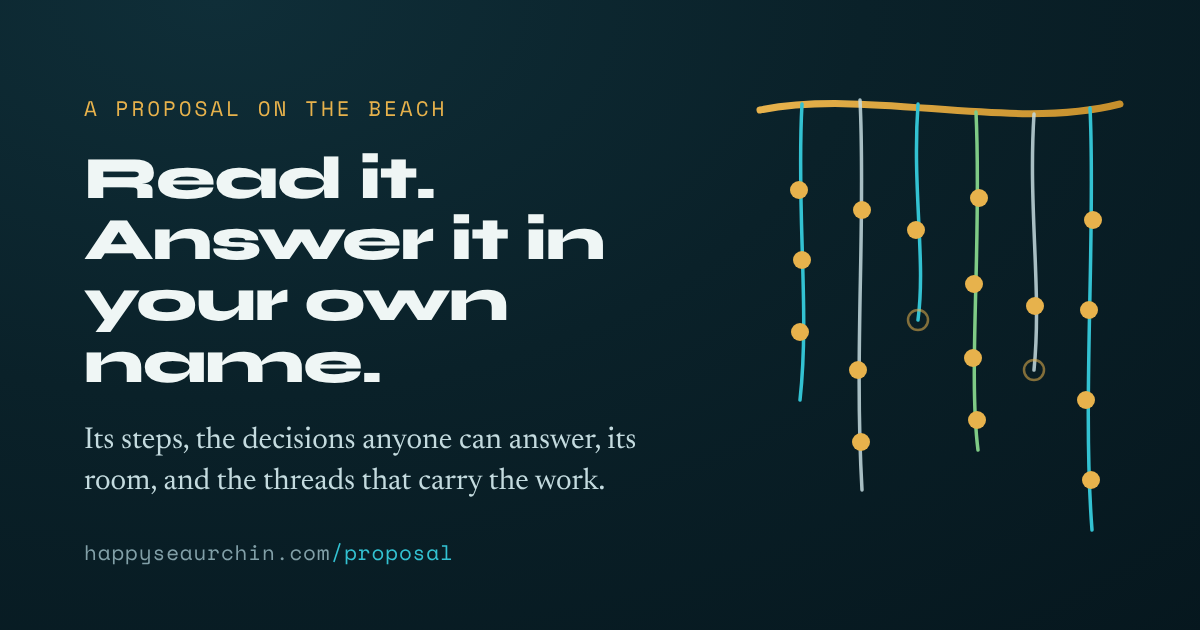 A PROPOSAL ON THE BEACH
Read it.
Answer it in
your own
name.
Its steps, the decisions anyone can answer, its
room, and the threads that carry the work.
happyseaurchin.com/proposal